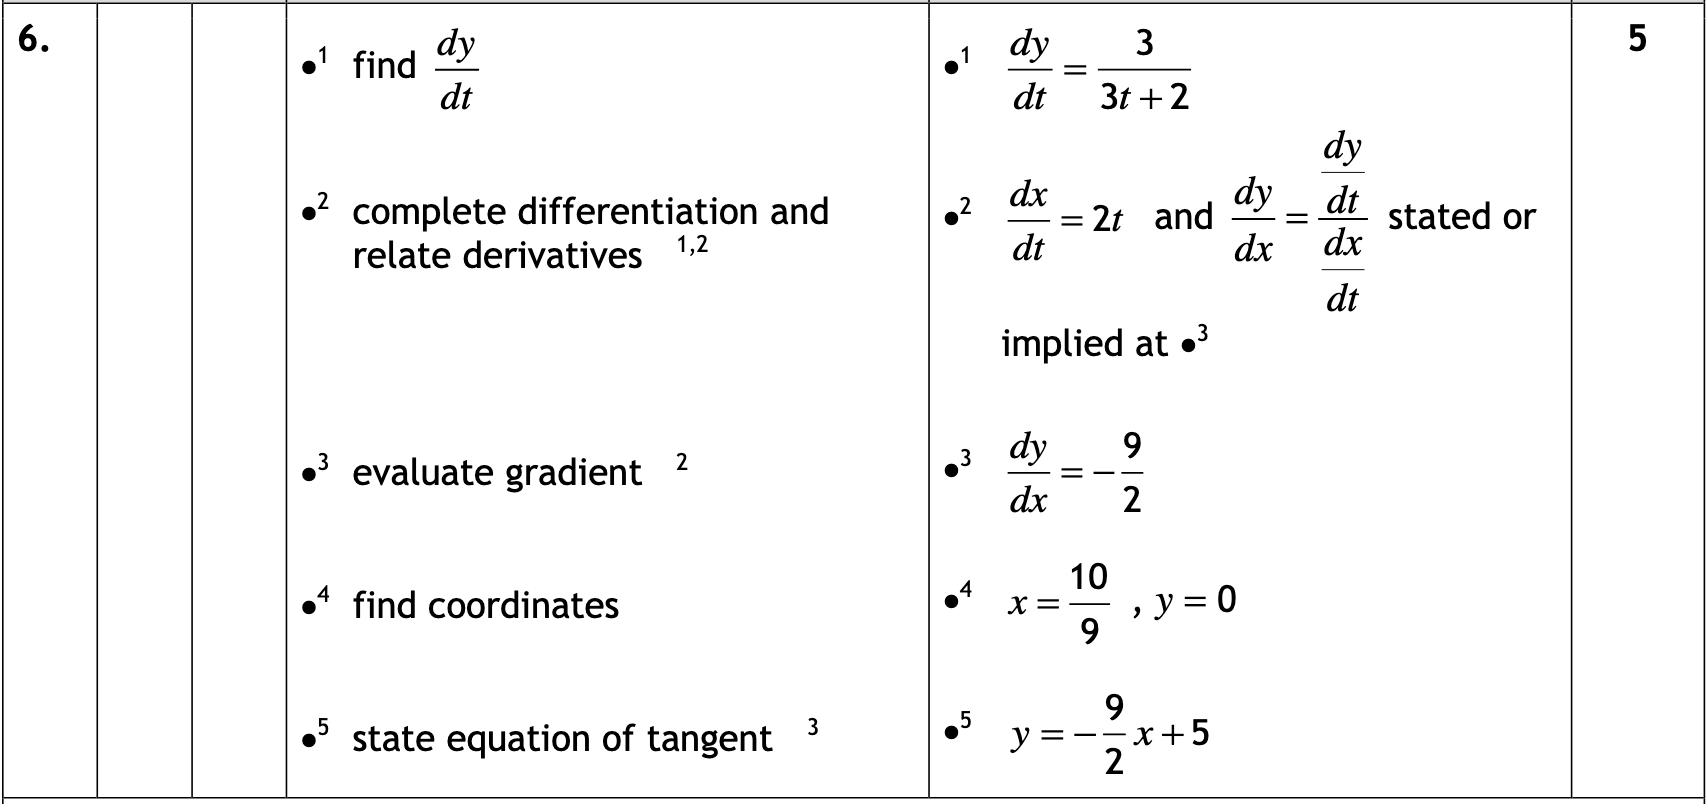 6.
•¹ find dy/dt
•¹ dy/dt = 3/(3t + 2)
5
•² complete differentiation and
relate derivatives ¹,²
•² dx/dt = 2t and dy/dx = (dy/dt)/(dx/dt) stated or
implied at •³
•³ evaluate gradient ²
•³ dy/dx = −9/2
•⁴ find coordinates
•⁴ x = 10/9 , y = 0
•⁵ state equation of tangent ³
•⁵ y = −9/2 x + 5